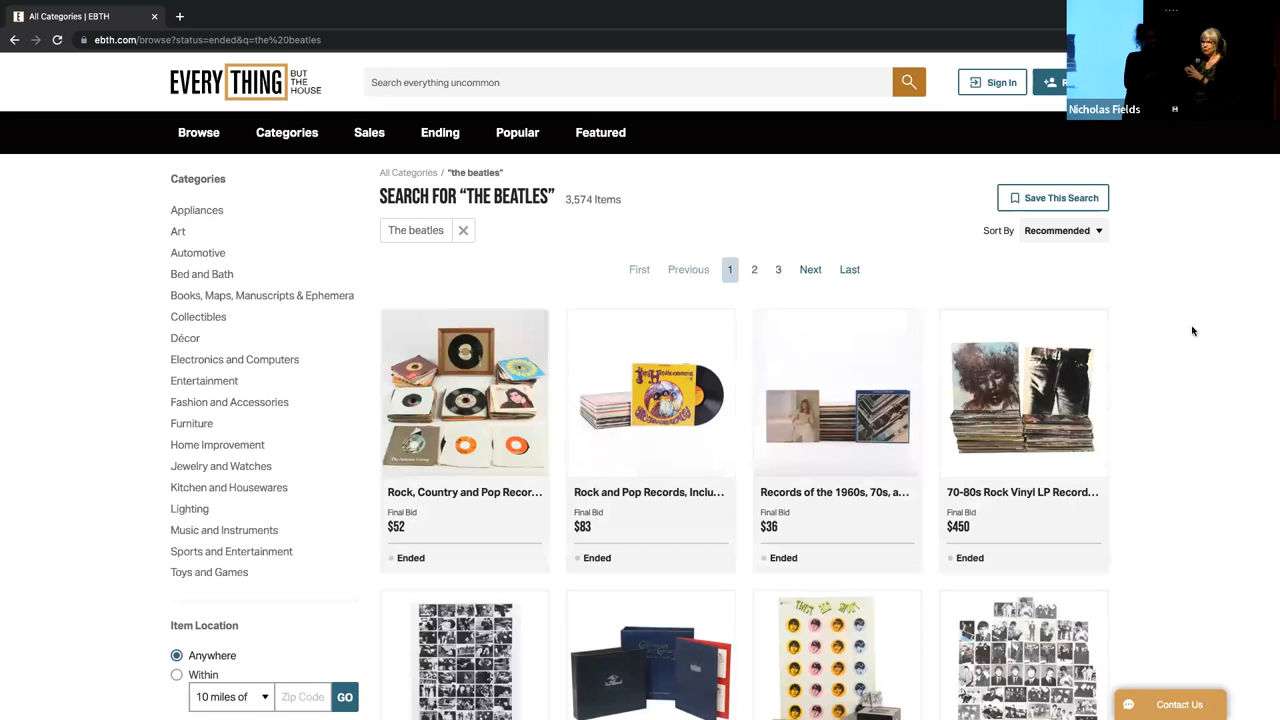 All Categories | EBTH
ebth.com/browse?status=ended&q=the%20beatles
EVERYTHING BUT THE HOUSE
Search everything uncommon
Sign In
Nicholas Fields
Browse
Categories
Sales
Ending
Popular
Featured
Categories
Appliances
Art
Automotive
Bed and Bath
Books, Maps, Manuscripts & Ephemera
Collectibles
Décor
Electronics and Computers
Entertainment
Fashion and Accessories
Furniture
Home Improvement
Jewelry and Watches
Kitchen and Housewares
Lighting
Music and Instruments
Sports and Entertainment
Toys and Games
Item Location
Anywhere
Within
10 miles of
Zip Code
GO
All Categories / "the beatles"
SEARCH FOR “THE BEATLES”
3,574 Items
Save This Search
The beatles
Sort By
Recommended
First
Previous
1
2
3
Next
Last
Rock, Country and Pop Recor...
Final Bid
$52
Ended
Rock and Pop Records, Inclu...
Final Bid
$83
Ended
Records of the 1960s, 70s, a...
Final Bid
$36
Ended
70-80s Rock Vinyl LP Record...
Final Bid
$450
Ended
TWIST AND SHOUT
Contact Us